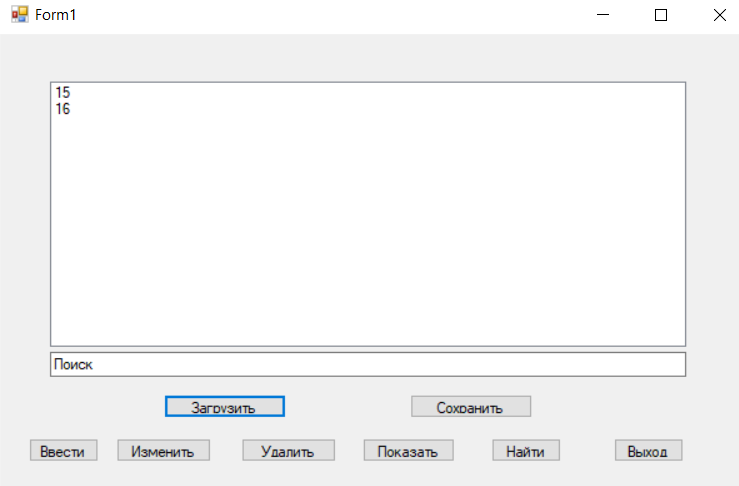 Form1
15
16
Поиск
Загрузить Сохранить
Ввести Изменить Удалить Показать Найти Выход